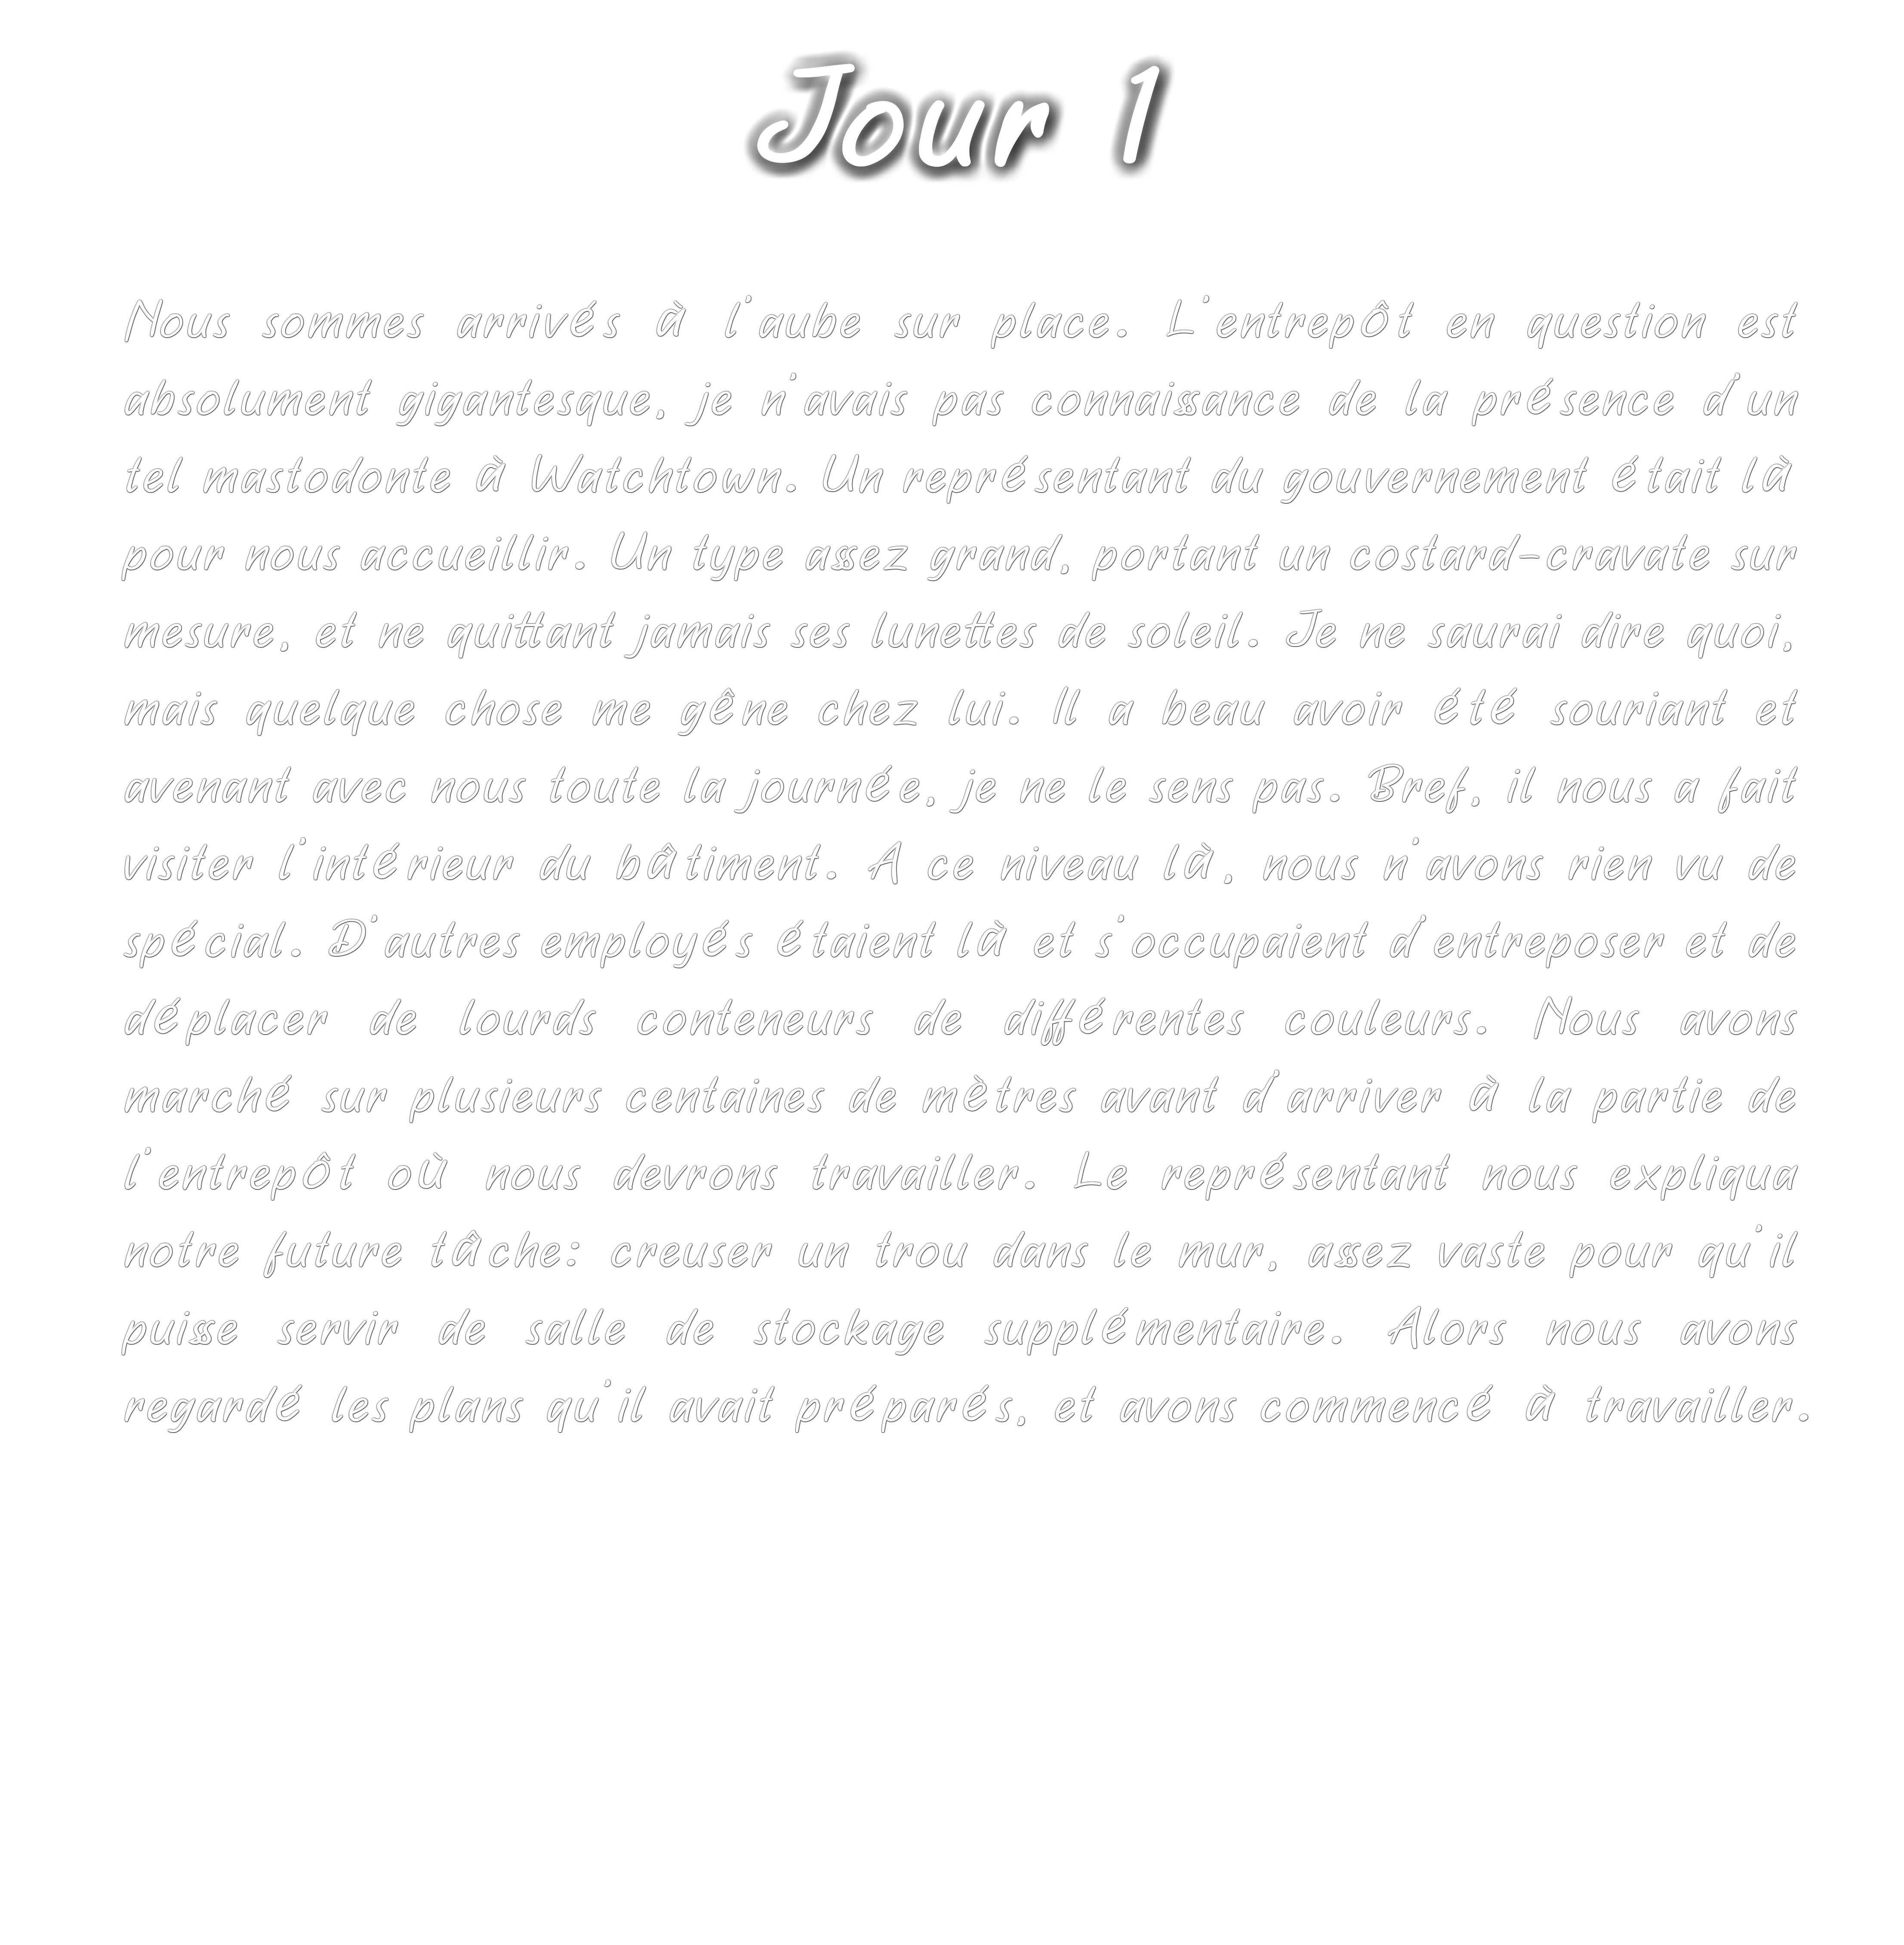 Jour 1
Nous sommes arrivés à l'aube sur place. L'entrepôt en question est
absolument gigantesque, je n'avais pas connaissance de la présence d'un
tel mastodonte à Watchtown. Un représentant du gouvernement était là
pour nous accueillir. Un type assez grand, portant un costard-cravate sur
mesure, et ne quittant jamais ses lunettes de soleil. Je ne saurai dire quoi,
mais quelque chose me gêne chez lui. Il a beau avoir été souriant et
avenant avec nous toute la journée, je ne le sens pas. Bref, il nous a fait
visiter l'intérieur du bâtiment. A ce niveau là, nous n'avons rien vu de
spécial. D'autres employés étaient là et s'occupaient d'entreposer et de
déplacer de lourds conteneurs de différentes couleurs. Nous avons
marché sur plusieurs centaines de mètres avant d'arriver à la partie de
l'entrepôt où nous devrons travailler. Le représentant nous expliqua
notre future tâche: creuser un trou dans le mur, assez vaste pour qu'il
puisse servir de salle de stockage supplémentaire. Alors nous avons
regardé les plans qu'il avait préparés, et avons commencé à travailler.